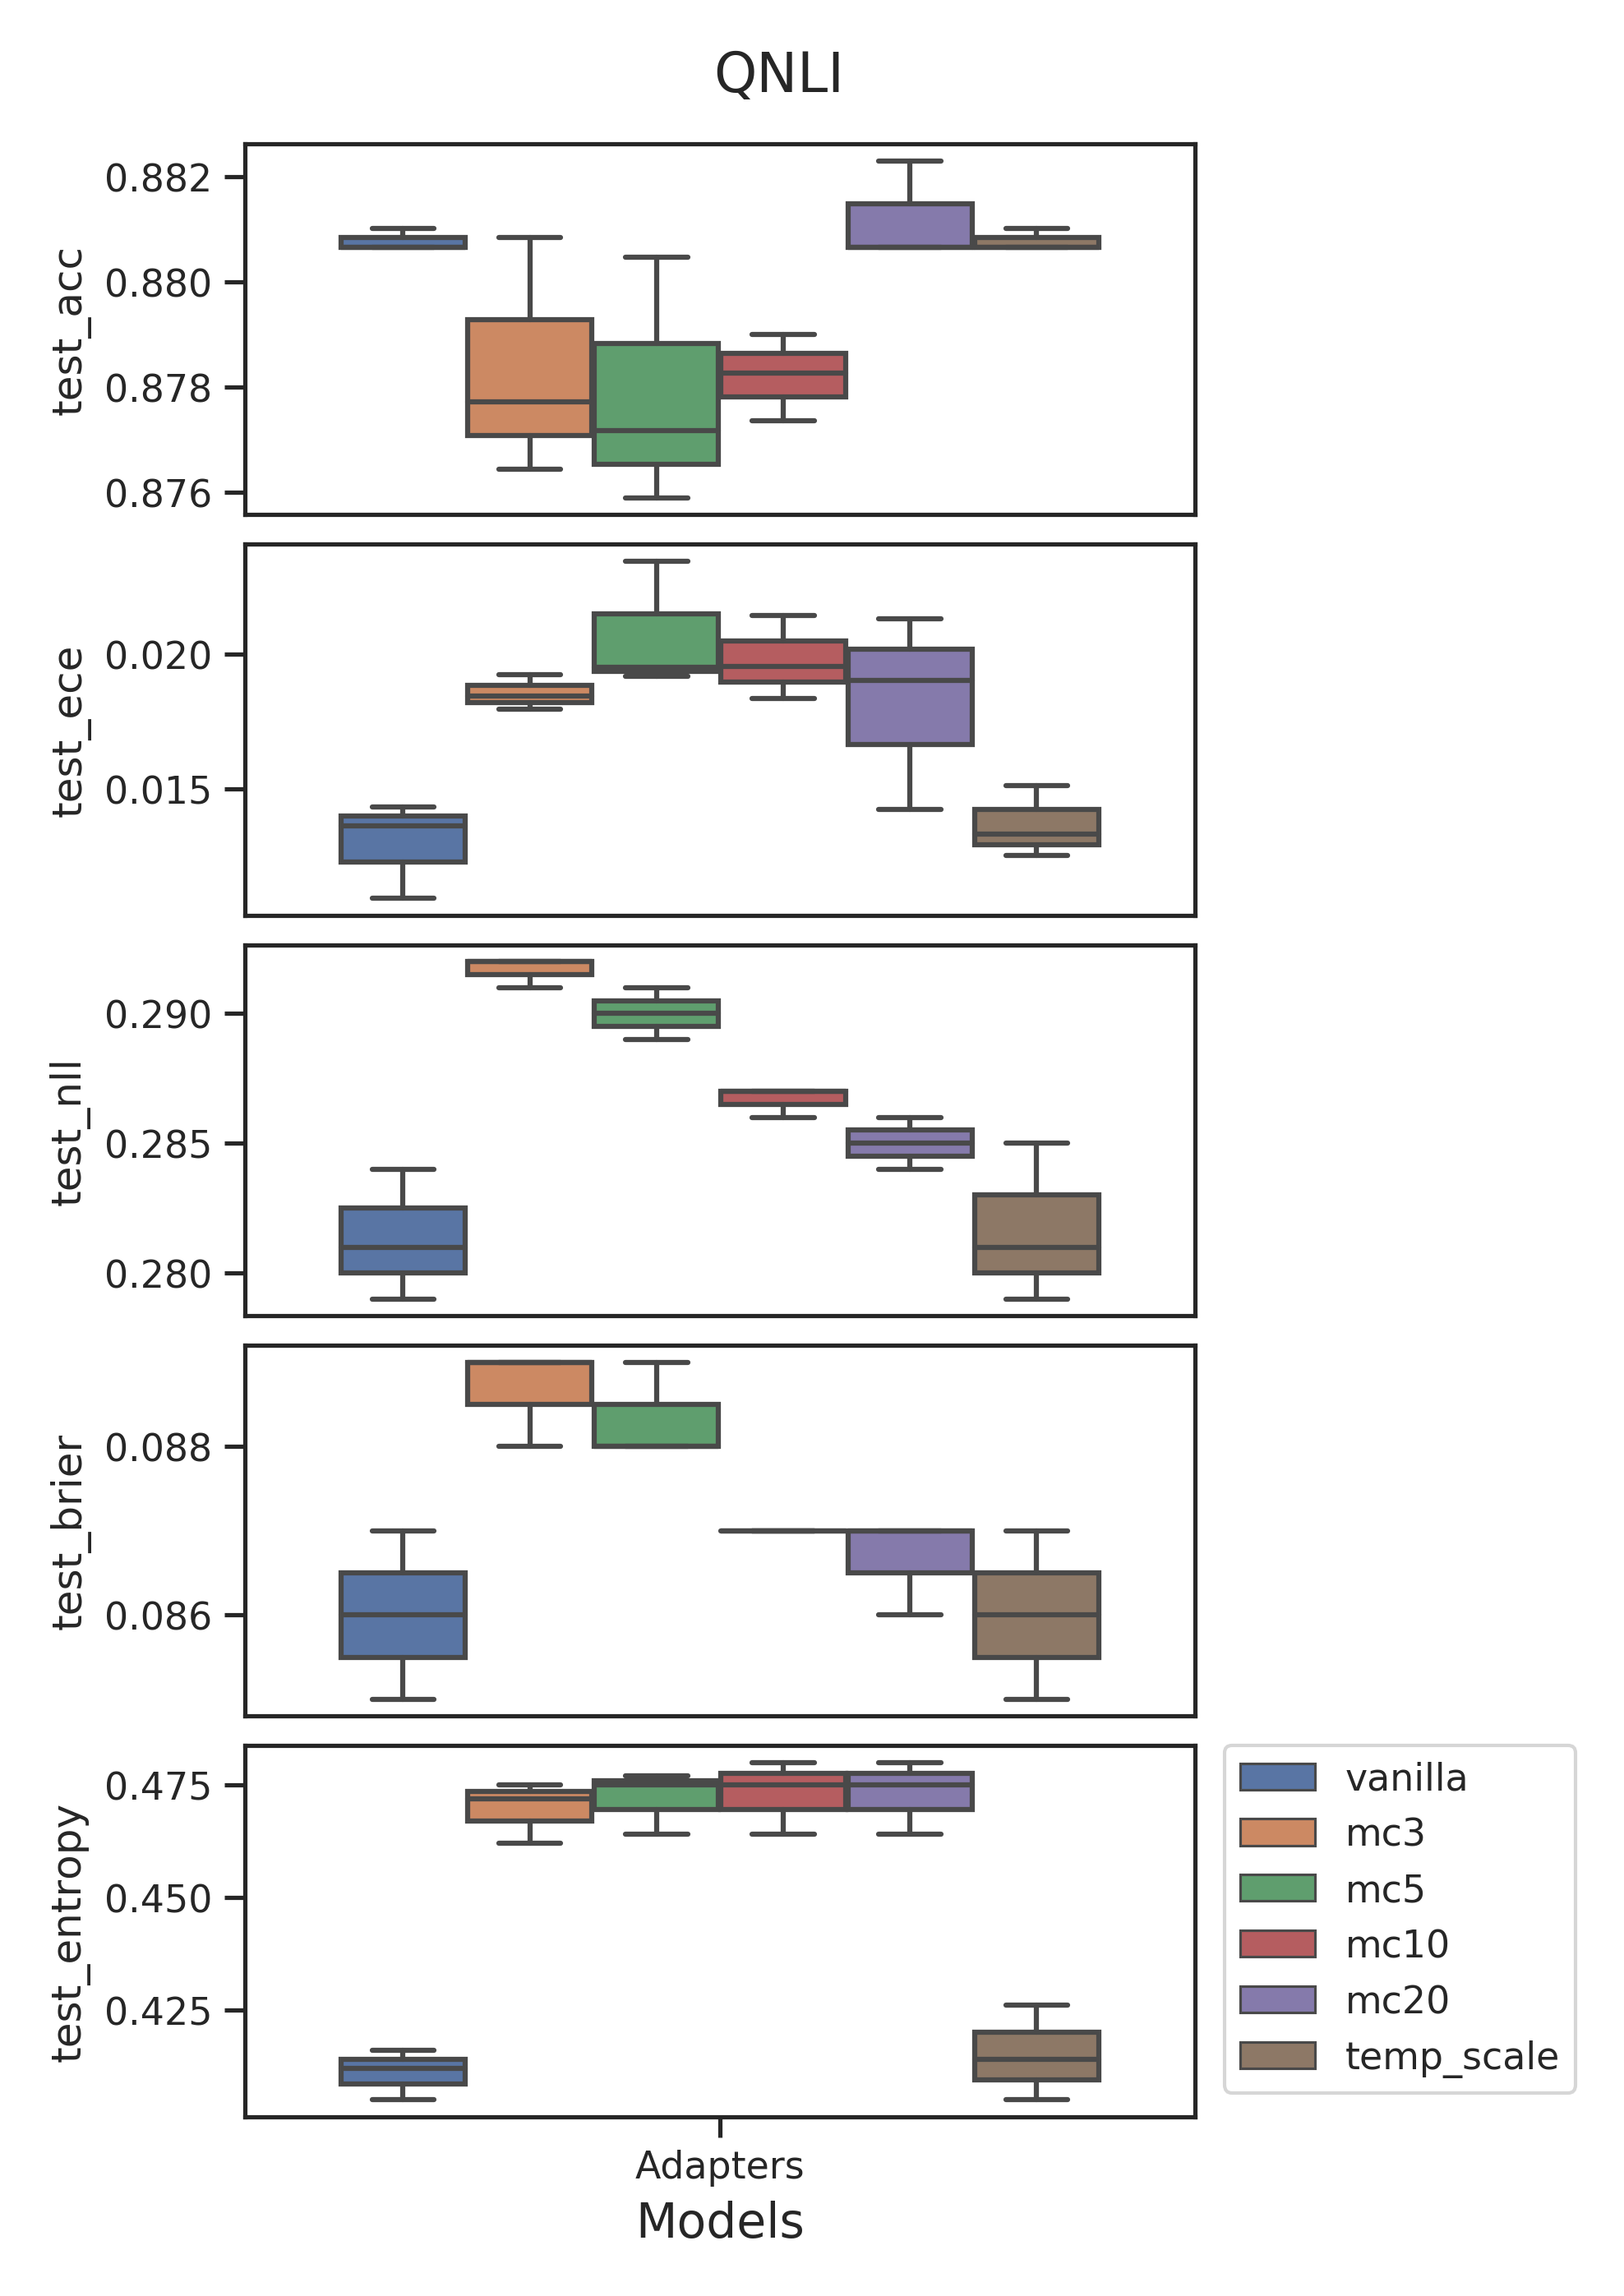 QNLI
test_acc
0.882
0.880
0.878
0.876
test_ece
0.020
0.015
test_nll
0.290
0.285
0.280
test_brier
0.088
0.086
test_entropy
0.475
0.450
0.425
vanilla
mc3
mc5
mc10
mc20
temp_scale
Adapters
Models